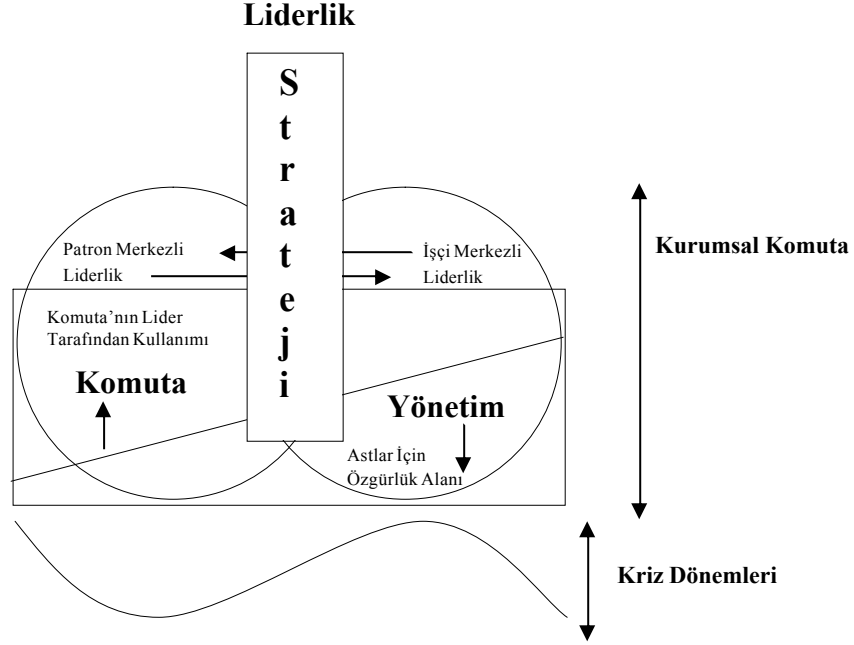 Liderlik
Strateji
Patron Merkezli
Liderlik
İşçi Merkezli
Liderlik
Kurumsal Komuta
Komuta’nın Lider
Tarafından Kullanımı
Komuta
Yönetim
Astlar İçin
Özgürlük Alanı
Kriz Dönemleri